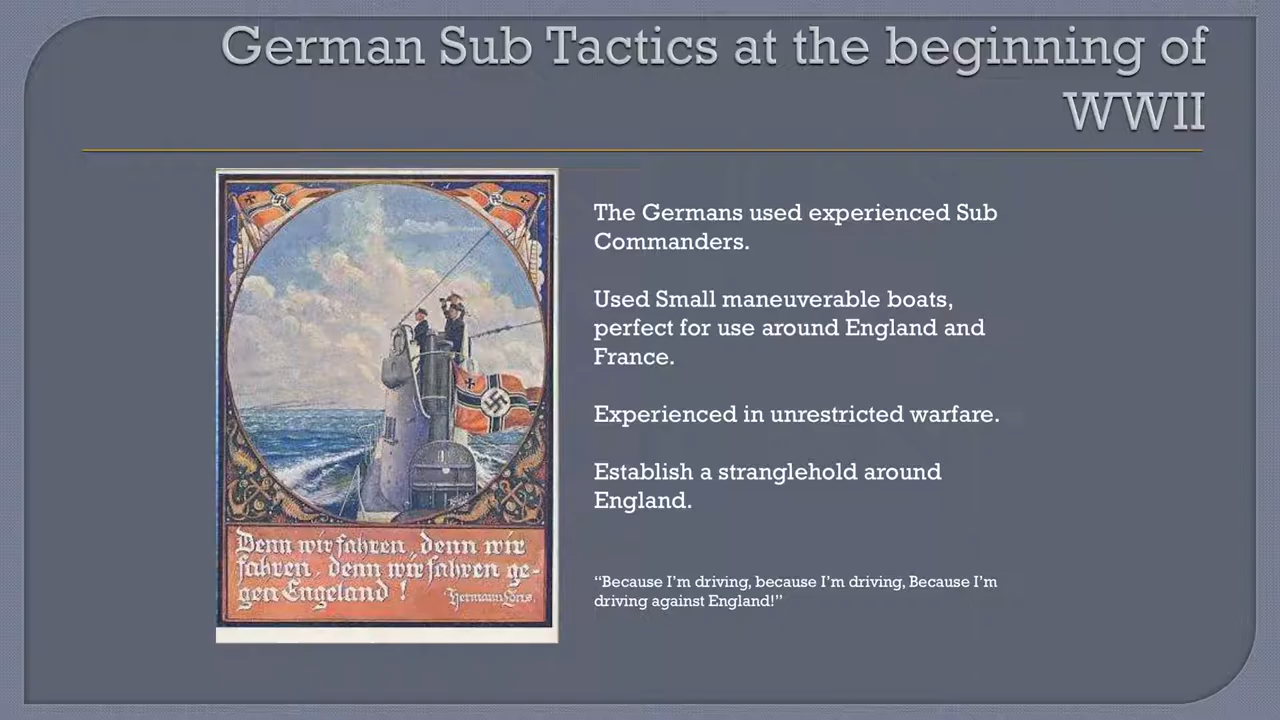 German Sub Tactics at the beginning of
WWII
The Germans used experienced Sub
Commanders.
Used Small maneuverable boats,
perfect for use around England and
France.
Experienced in unrestricted warfare.
Establish a stranglehold around
England.
“Because I’m driving, because I’m driving, Because I’m
driving against England!”
Denn wir fahren, denn wir
fahren, denn wir fahren ge-
gen Engeland !
Hermann Löns.